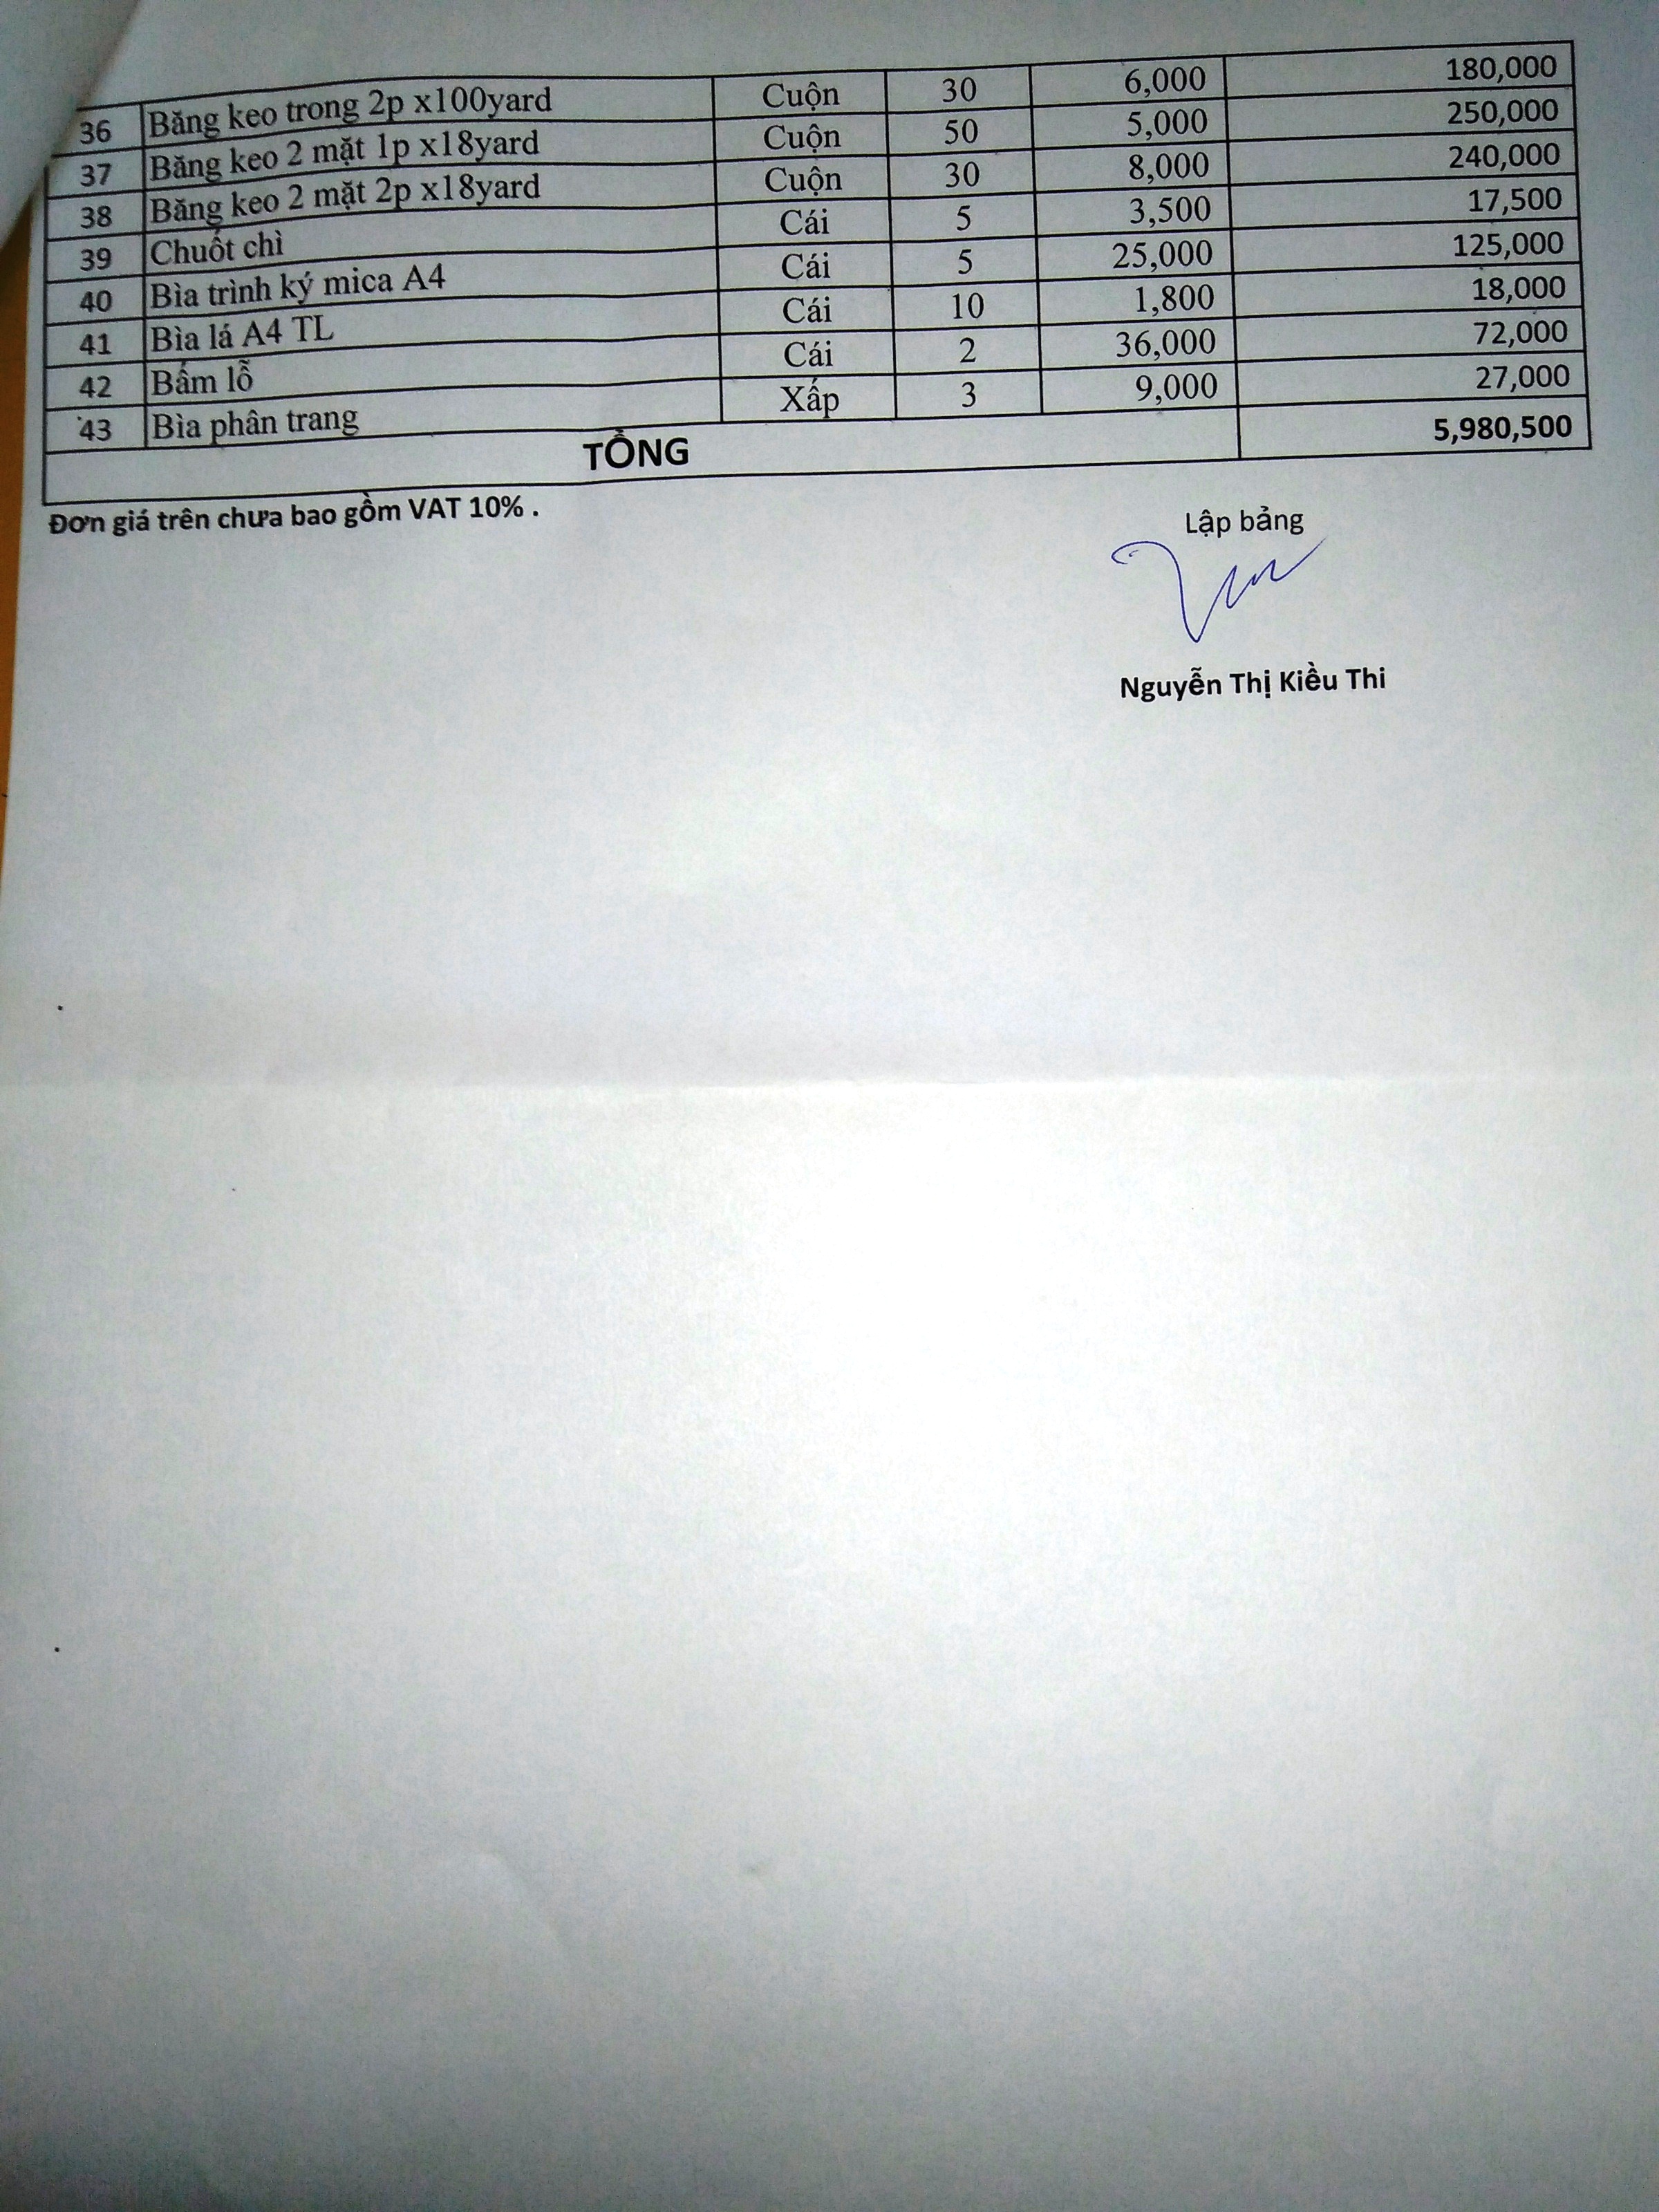 36 Băng keo trong 2p x100yard Cuộn 30 6,000 180,000
37 Băng keo 2 mặt 1p x18yard Cuộn 50 5,000 250,000
38 Băng keo 2 mặt 2p x18yard Cuộn 30 8,000 240,000
39 Chuốt chì Cái 5 3,500 17,500
40 Bìa trình ký mica A4 Cái 5 25,000 125,000
41 Bìa lá A4 TL Cái 10 1,800 18,000
42 Bấm lỗ Cái 2 36,000 72,000
43 Bìa phân trang Xấp 3 9,000 27,000
TỔNG 5,980,500
Đơn giá trên chưa bao gồm VAT 10% .
Lập bảng
Nguyễn Thị Kiều Thi